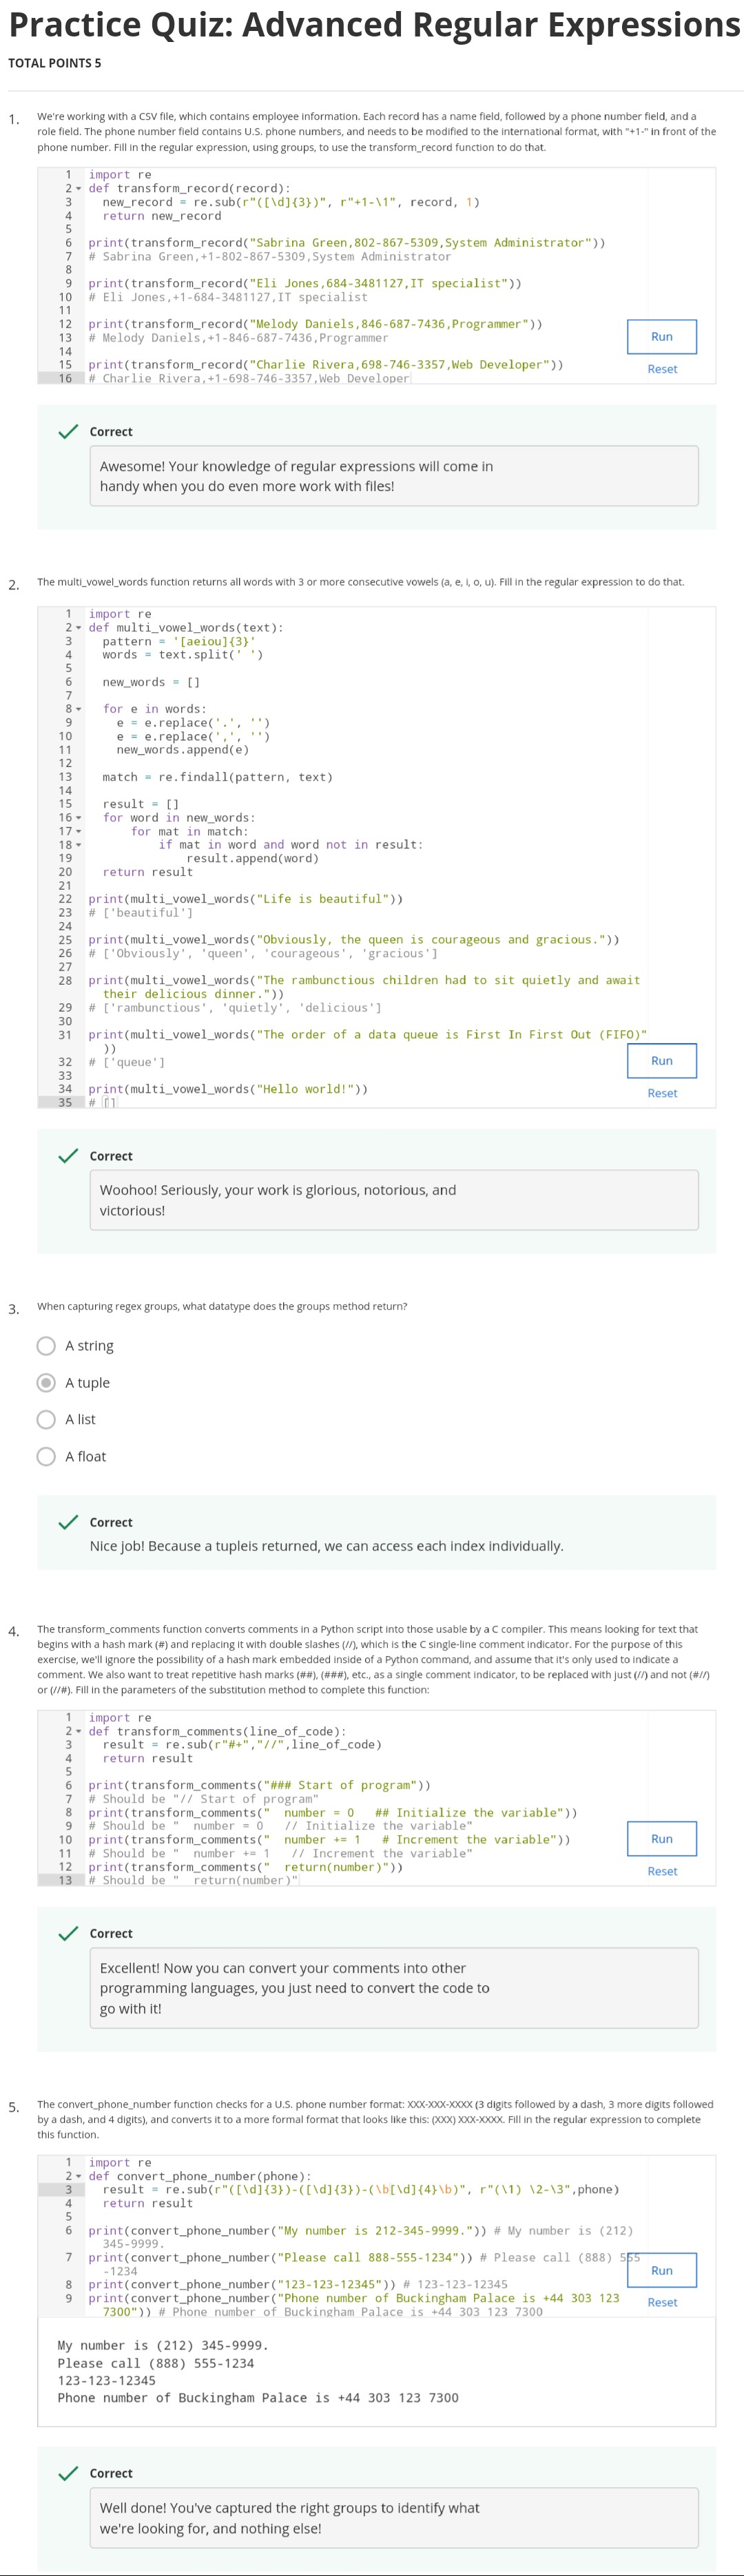 Practice Quiz: Advanced Regular Expressions
TOTAL POINTS 5
1. We're working with a CSV file, which contains employee information. Each record has a name field, followed by a phone number field, and a
role field. The phone number field contains U.S. phone numbers, and needs to be modified to the international format, with "+1-" in front of the
phone number. Fill in the regular expression, using groups, to use the transform_record function to do that.
1 import re
2 def transform_record(record):
3   new_record = re.sub(r"([\d]{3})", r"+1-\1", record, 1)
4   return new_record
5
6 print(transform_record("Sabrina Green,802-867-5309,System Administrator"))
7 # Sabrina Green,+1-802-867-5309,System Administrator
8
9 print(transform_record("Eli Jones,684-3481127,IT specialist"))
10 # Eli Jones,+1-684-3481127,IT specialist
11
12 print(transform_record("Melody Daniels,846-687-7436,Programmer"))
13 # Melody Daniels,+1-846-687-7436,Programmer
14
15 print(transform_record("Charlie Rivera,698-746-3357,Web Developer"))
16 # Charlie Rivera,+1-698-746-3357,Web Developer
Run
Reset
Correct
Awesome! Your knowledge of regular expressions will come in
handy when you do even more work with files!
2. The multi_vowel_words function returns all words with 3 or more consecutive vowels (a, e, i, o, u). Fill in the regular expression to do that.
1 import re
2 def multi_vowel_words(text):
3   pattern = '[aeiou]{3}'
4   words = text.split(' ')
5
6   new_words = []
7
8   for e in words:
9     e = e.replace('.', '')
10     e = e.replace(',', '')
11     new_words.append(e)
12
13   match = re.findall(pattern, text)
14
15   result = []
16   for word in new_words:
17       for mat in match:
18           if mat in word and word not in result:
19               result.append(word)
20   return result
21
22 print(multi_vowel_words("Life is beautiful"))
23 # ['beautiful']
24
25 print(multi_vowel_words("Obviously, the queen is courageous and gracious."))
26 # ['Obviously', 'queen', 'courageous', 'gracious']
27
28 print(multi_vowel_words("The rambunctious children had to sit quietly and await
their delicious dinner."))
29 # ['rambunctious', 'quietly', 'delicious']
30
31 print(multi_vowel_words("The order of a data queue is First In First Out (FIFO)"
))
32 # ['queue']
33
34 print(multi_vowel_words("Hello world!"))
35 # []
Run
Reset
Correct
Woohoo! Seriously, your work is glorious, notorious, and
victorious!
3. When capturing regex groups, what datatype does the groups method return?
A string
A tuple
A list
A float
Correct
Nice job! Because a tupleis returned, we can access each index individually.
4. The transform_comments function converts comments in a Python script into those usable by a C compiler. This means looking for text that
begins with a hash mark (#) and replacing it with double slashes (//), which is the C single-line comment indicator. For the purpose of this
exercise, we'll ignore the possibility of a hash mark embedded inside of a Python command, and assume that it's only used to indicate a
comment. We also want to treat repetitive hash marks (##), (###), etc., as a single comment indicator, to be replaced with just (//) and not (#//)
or (//#). Fill in the parameters of the substitution method to complete this function:
1 import re
2 def transform_comments(line_of_code):
3   result = re.sub(r"#+","//",line_of_code)
4   return result
5
6 print(transform_comments("### Start of program"))
7 # Should be "// Start of program"
8 print(transform_comments("  number = 0   ## Initialize the variable"))
9 # Should be "  number = 0   // Initialize the variable"
10 print(transform_comments("  number += 1   # Increment the variable"))
11 # Should be "  number += 1   // Increment the variable"
12 print(transform_comments("  return(number)"))
13 # Should be "  return(number)"
Run
Reset
Correct
Excellent! Now you can convert your comments into other
programming languages, you just need to convert the code to
go with it!
5. The convert_phone_number function checks for a U.S. phone number format: XXX-XXX-XXXX (3 digits followed by a dash, 3 more digits followed
by a dash, and 4 digits), and converts it to a more formal format that looks like this: (XXX) XXX-XXXX. Fill in the regular expression to complete
this function.
1 import re
2 def convert_phone_number(phone):
3   result = re.sub(r"([\d]{3})-([\d]{3})-(\b[\d]{4}\b)", r"(\1) \2-\3",phone)
4   return result
5
6 print(convert_phone_number("My number is 212-345-9999.")) # My number is (212)
345-9999.
7 print(convert_phone_number("Please call 888-555-1234")) # Please call (888) 555
-1234
8 print(convert_phone_number("123-123-12345")) # 123-123-12345
9 print(convert_phone_number("Phone number of Buckingham Palace is +44 303 123
7300")) # Phone number of Buckingham Palace is +44 303 123 7300
Run
Reset
My number is (212) 345-9999.
Please call (888) 555-1234
123-123-12345
Phone number of Buckingham Palace is +44 303 123 7300
Correct
Well done! You've captured the right groups to identify what
we're looking for, and nothing else!